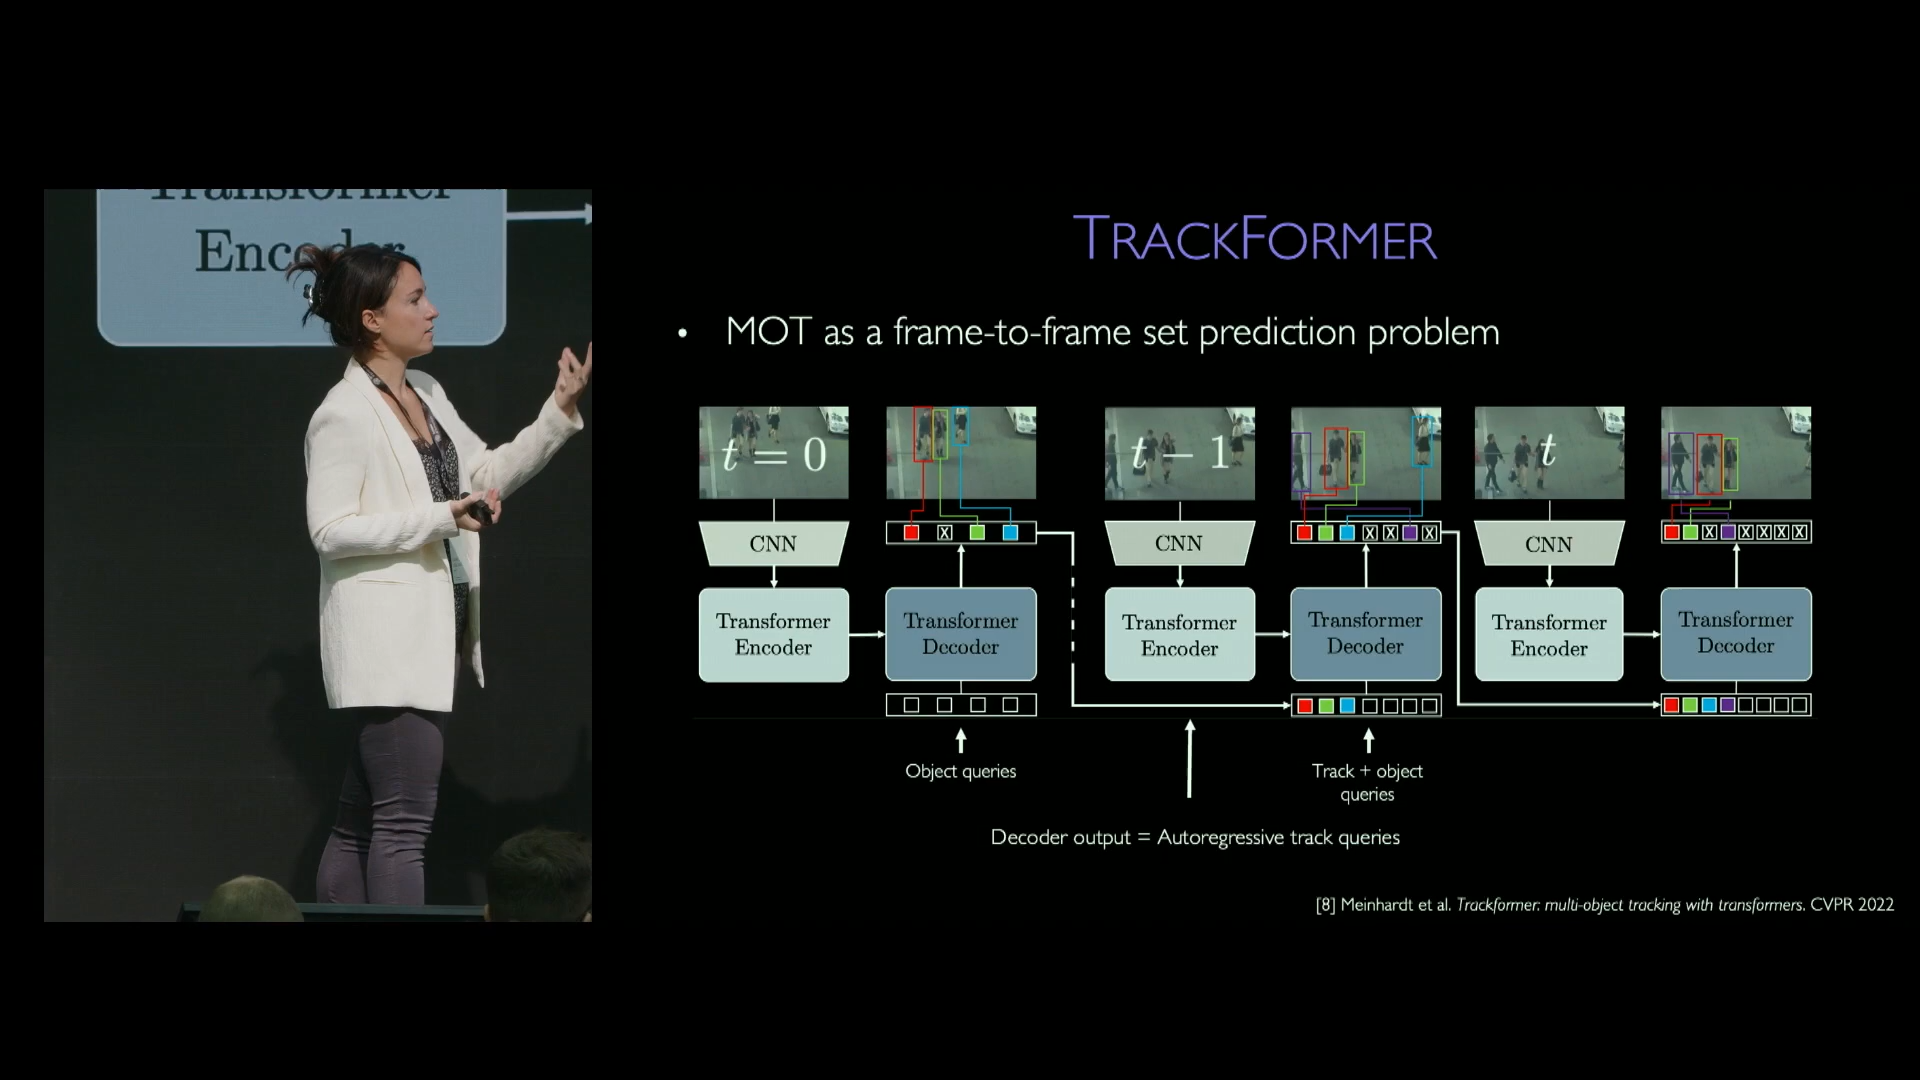 Transformer
Encoder
TRACKFORMER
• MOT as a frame-to-frame set prediction problem
t = 0
t − 1
t
CNN
X
CNN
X X X
CNN
X X X X X
Transformer
Encoder
Transformer
Decoder
Transformer
Encoder
Transformer
Decoder
Transformer
Encoder
Transformer
Decoder
Object queries
Track + object
queries
Decoder output = Autoregressive track queries
[8] Meinhardt et al. Trackformer: multi-object tracking with transformers. CVPR 2022